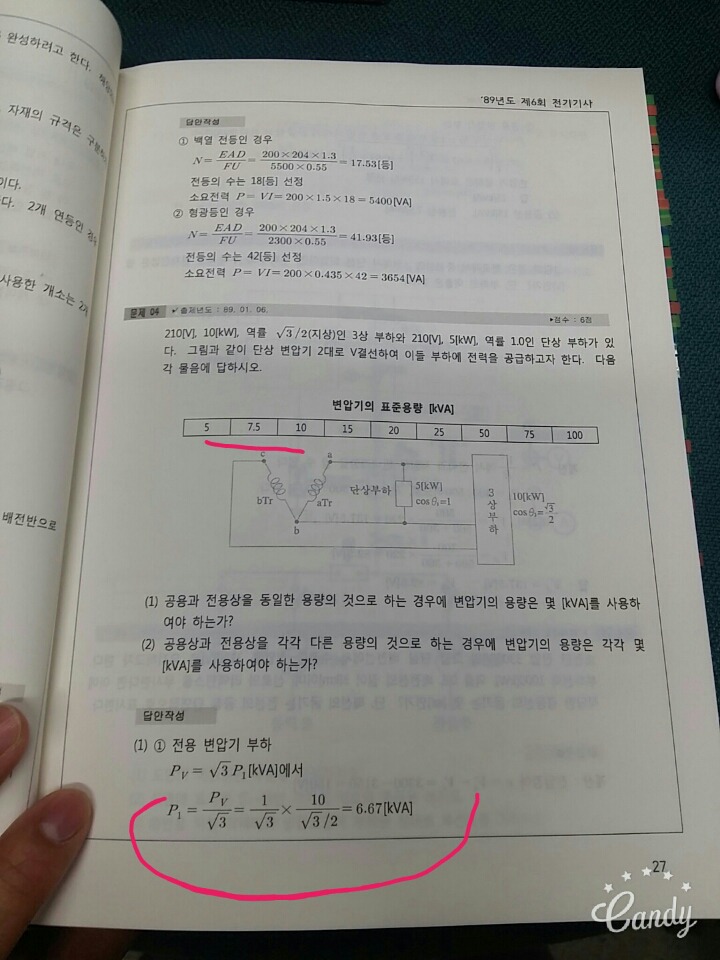 완성하려고 한다.
자재의 규격은
이다.
다. 2개 연등인 경우
사용한 개소는
배전반으로
'89년도 제6회 전기기사
답안작성
① 백열 전등인 경우
N = EAD/FU = 200×204×1.3/5500×0.55 = 17.53[등]
전등의 수는 18[등] 선정
소요전력 P = VI = 200×1.5×18 = 5400[VA]
② 형광등인 경우
N = EAD/FU = 200×204×1.3/2300×0.55 = 41.93[등]
전등의 수는 42[등] 선정
소요전력 P = VI = 200×0.435×42 = 3654[VA]
문제 04 ▸✓출제년도 : 89. 01. 06. ▸점수 : 6점
210[V], 10[kW], 역률 √3/2(지상)인 3상 부하와 210[V], 5[kW], 역률 1.0인 단상 부하가 있
다. 그림과 같이 단상 변압기 2대로 V결선하여 이들 부하에 전력을 공급하고자 한다. 다음
각 물음에 답하시오.
변압기의 표준용량 [kVA]
5 7.5 10 15 20 25 50 75 100
c a
bTr aTr
b
단상부하 5[kW]
cosθ₁=1
3상부하
10[kW]
cosθ₃=√3/2
(1) 공용과 전용상을 동일한 용량의 것으로 하는 경우에 변압기의 용량은 몇 [kVA]를 사용하
여야 하는가?
(2) 공용상과 전용상을 각각 다른 용량의 것으로 하는 경우에 변압기의 용량은 각각 몇
[kVA]를 사용하여야 하는가?
답안작성
(1) ① 전용 변압기 부하
P_V = √3 P₁[kVA]에서
P₁ = P_V/√3 = 1/√3 × 10/√3/2 = 6.67[kVA]
27
Candy